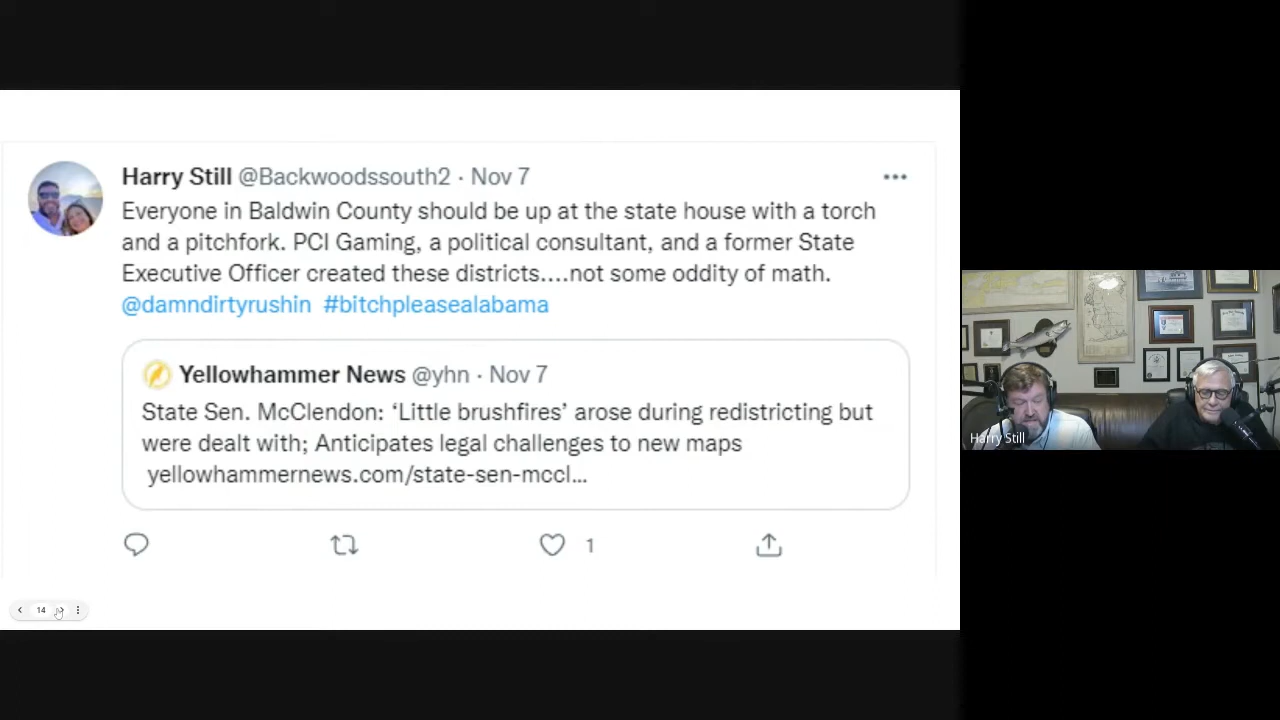 Harry Still @Backwoodssouth2 · Nov 7
Everyone in Baldwin County should be up at the state house with a torch
and a pitchfork. PCI Gaming, a political consultant, and a former State
Executive Officer created these districts....not some oddity of math.
@damndirtyrushin #bitchpleasealabama
Yellowhammer News @yhn · Nov 7
State Sen. McClendon: ‘Little brushfires’ arose during redistricting but
were dealt with; Anticipates legal challenges to new maps
yellowhammernews.com/state-sen-mccl...
1
14
Harry Still